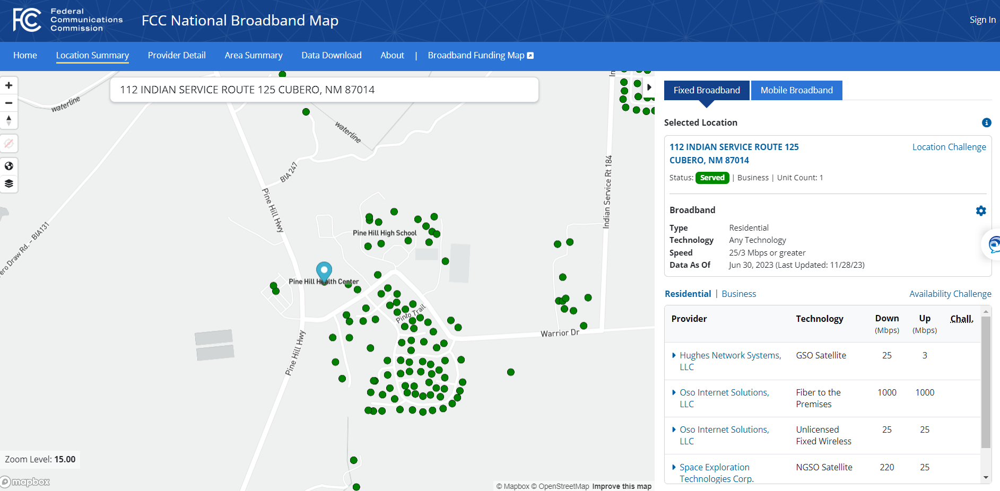 FCC
Federal
Communications
Commission
FCC National Broadband Map
Sign In
Home
Location Summary
Provider Detail
Area Summary
Data Download
About
|
Broadband Funding Map
112 INDIAN SERVICE ROUTE 125 CUBERO, NM 87014
waterline
waterline
BIA 247
Pine Hill Hwy
Indian Service Rt 184
Draw Rd. – BIA131
Pine Hill High School
Pine Hill Health Center
Pinto Trail
Warrior Dr
Pine Hill Hwy
Zoom Level: 15.00
mapbox
© Mapbox © OpenStreetMap Improve this map
Fixed Broadband
Mobile Broadband
Selected Location
112 INDIAN SERVICE ROUTE 125
CUBERO, NM 87014
Location Challenge
Status: Served | Business | Unit Count: 1
Broadband
Type Residential
Technology Any Technology
Speed 25/3 Mbps or greater
Data As Of Jun 30, 2023 (Last Updated: 11/28/23)
Residential | Business
Availability Challenge
Provider Technology Down Up Chall.
(Mbps) (Mbps)
Hughes Network Systems, GSO Satellite 25 3
LLC
Oso Internet Solutions, Fiber to the 1000 1000
LLC Premises
Oso Internet Solutions, Unlicensed 25 25
LLC Fixed Wireless
Space Exploration NGSO Satellite 220 25
Technologies Corp.